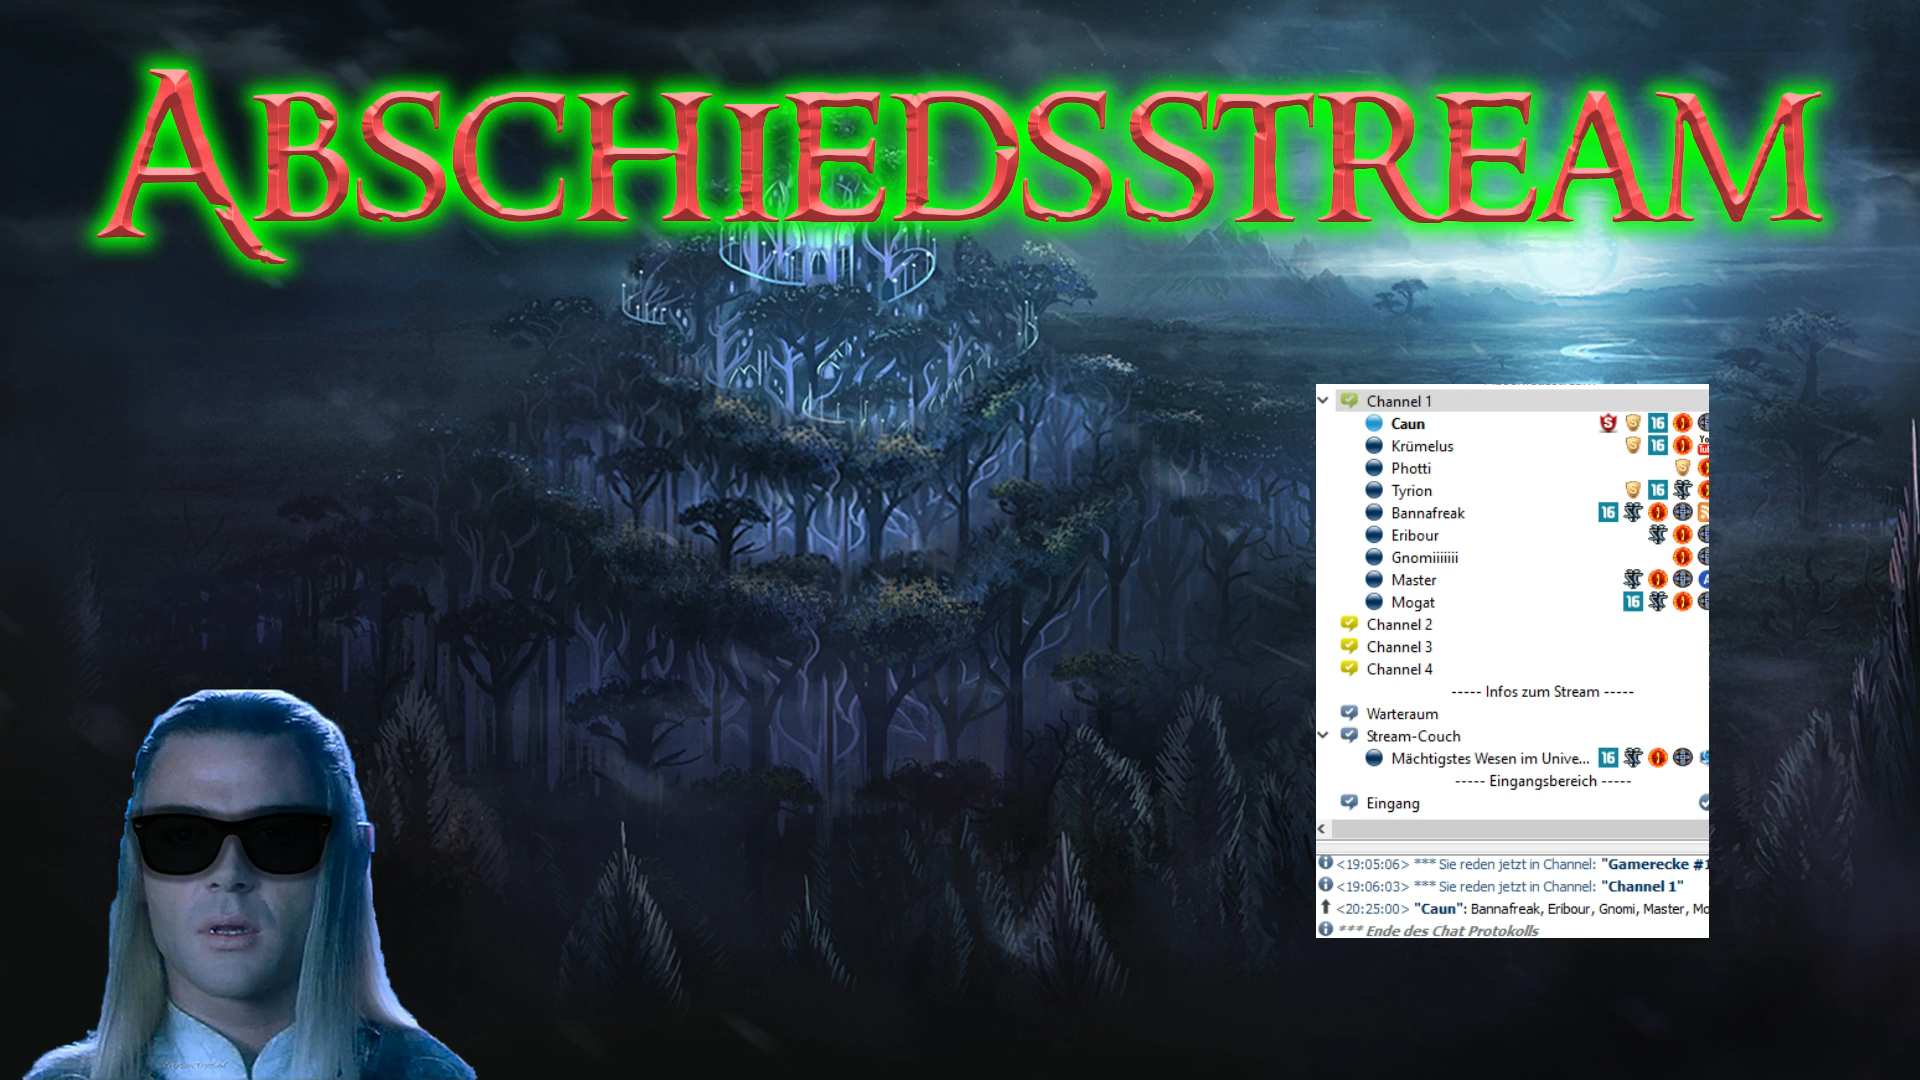 ABSCHIEDSSTREAM
Channel 1
Caun
Krümelus
Photti
Tyrion
Bannafreak
Eribour
Gnomiiiiiii
Master
Mogat
Channel 2
Channel 3
Channel 4
----- Infos zum Stream -----
Warteraum
Stream-Couch
Mächtigstes Wesen im Unive...
----- Eingangsbereich -----
Eingang
<19:05:06> *** Sie reden jetzt in Channel: "Gamerecke #1
<19:06:03> *** Sie reden jetzt in Channel: "Channel 1"
<20:25:00> "Caun": Bannafreak, Eribour, Gnomi, Master, Mo
*** Ende des Chat Protokolls